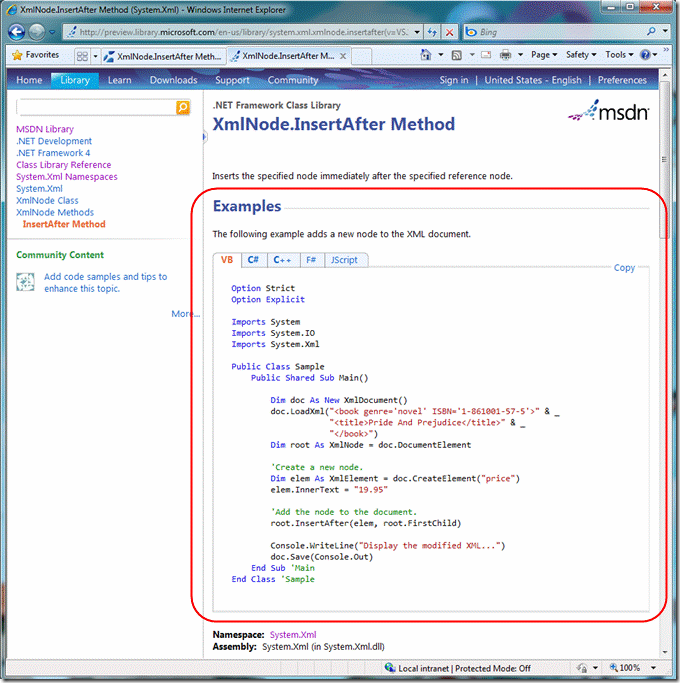 XmlNode.InsertAfter Method (System.Xml) - Windows Internet Explorer
http://preview.library.microsoft.com/en-us/library/system.xml.xmlnode.insertafter(v=VS.
Bing
Favorites
XmlNode.InsertAfter Meth...
XmlNode.InsertAfter M...
Page
Safety
Tools
Home Library Learn Downloads Support Community
Sign in | United States - English | Preferences
MSDN Library
.NET Development
.NET Framework 4
Class Library Reference
System.Xml Namespaces
System.Xml
XmlNode Class
XmlNode Methods
InsertAfter Method
Community Content
Add code samples and tips to
enhance this topic.
More...
.NET Framework Class Library
XmlNode.InsertAfter Method
msdn
Inserts the specified node immediately after the specified reference node.
Examples
The following example adds a new node to the XML document.
VB C# C++ F# JScript
Copy
Option Strict
Option Explicit
Imports System
Imports System.IO
Imports System.Xml
Public Class Sample
Public Shared Sub Main()
Dim doc As New XmlDocument()
doc.LoadXml("<book genre='novel' ISBN='1-861001-57-5'>" & _
"<title>Pride And Prejudice</title>" & _
"</book>")
Dim root As XmlNode = doc.DocumentElement
'Create a new node.
Dim elem As XmlElement = doc.CreateElement("price")
elem.InnerText = "19.95"
'Add the node to the document.
root.InsertAfter(elem, root.FirstChild)
Console.WriteLine("Display the modified XML...")
doc.Save(Console.Out)
End Sub 'Main
End Class 'Sample
Namespace: System.Xml
Assembly: System.Xml (in System.Xml.dll)
Local intranet | Protected Mode: Off
100%